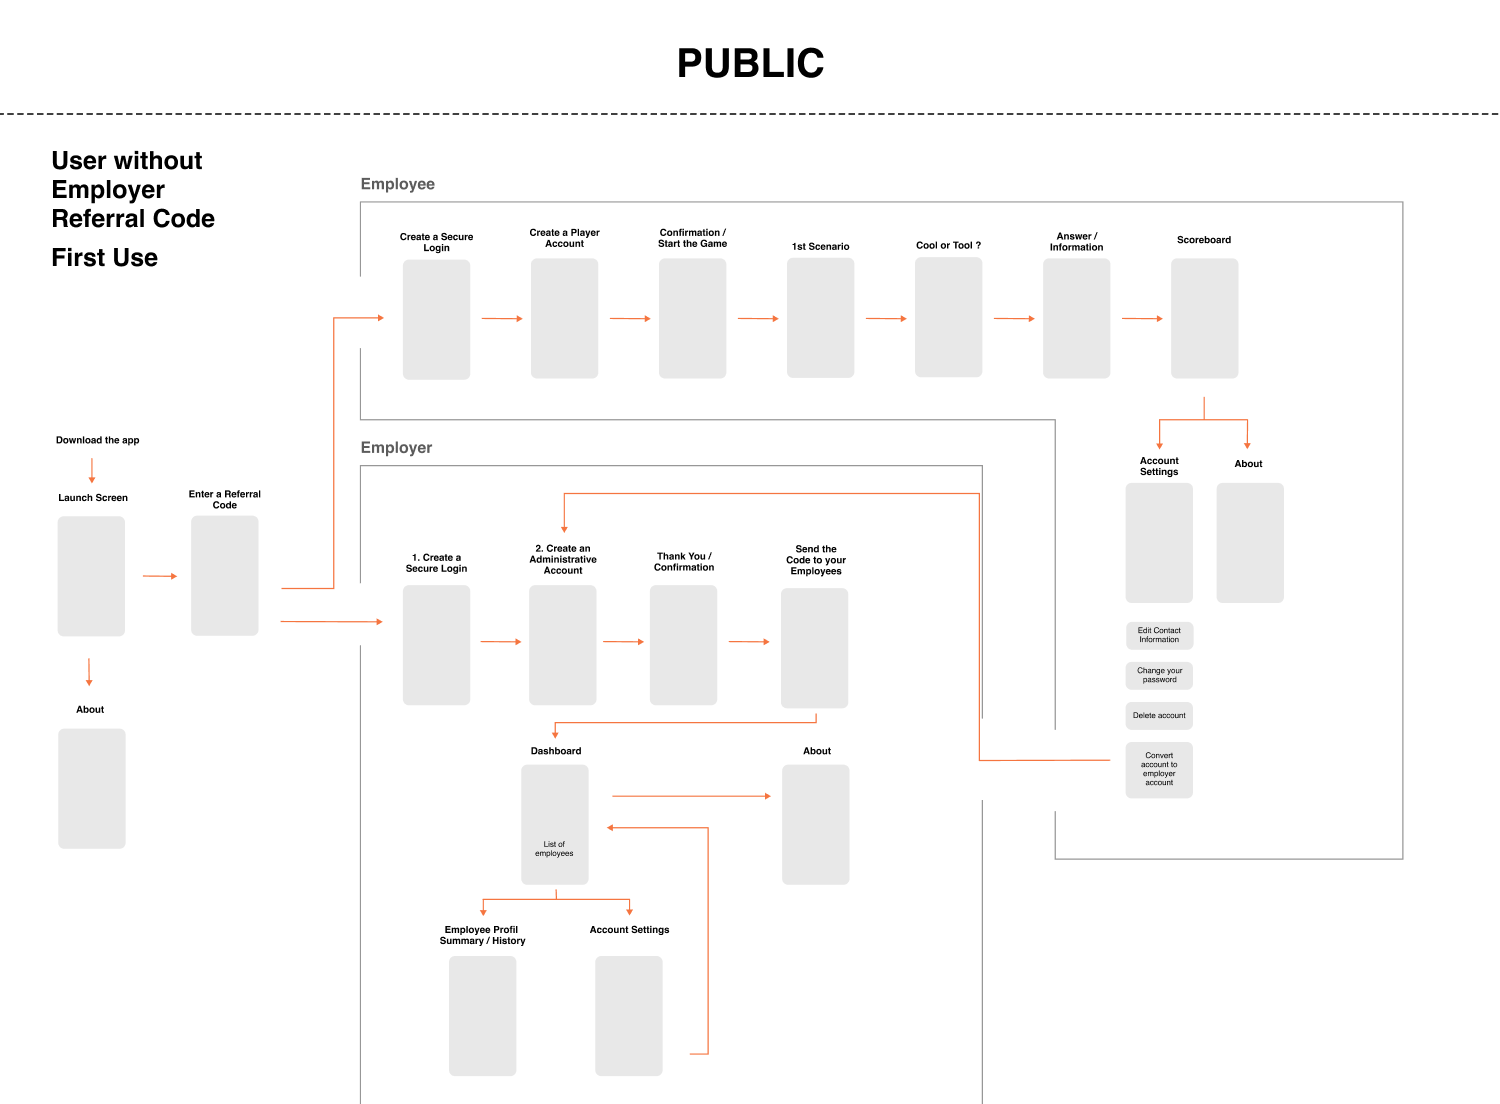 PUBLIC
User without
Employer
Referral Code
First Use
Employee
Create a Secure
Login
Create a Player
Account
Confirmation /
Start the Game
1st Scenario
Cool or Tool ?
Answer /
Information
Scoreboard
Download the app
Launch Screen
Enter a Referral
Code
About
Employer
1. Create a
Secure Login
2. Create an
Administrative
Account
Thank You /
Confirmation
Send the
Code to your
Employees
Account
Settings
About
Edit Contact
Information
Change your
password
Delete account
Convert
account to
employer
account
Dashboard
List of
employees
About
Employee Profil
Summary / History
Account Settings